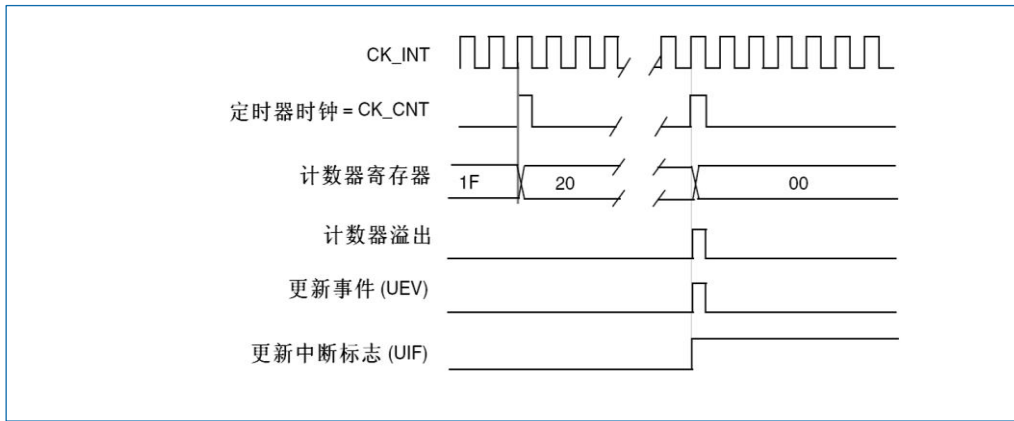 CK_INT
定时器时钟 = CK_CNT
计数器寄存器 1F 20 00
计数器溢出
更新事件 (UEV)
更新中断标志 (UIF)